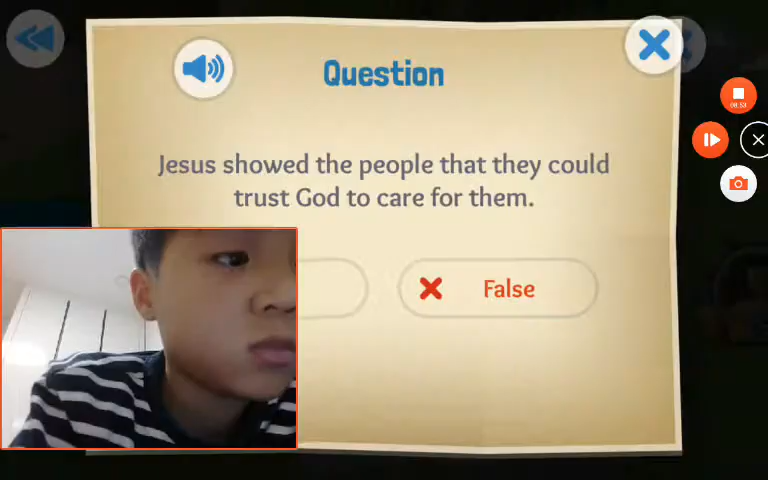 Question
Jesus showed the people that they could
trust God to care for them.
False